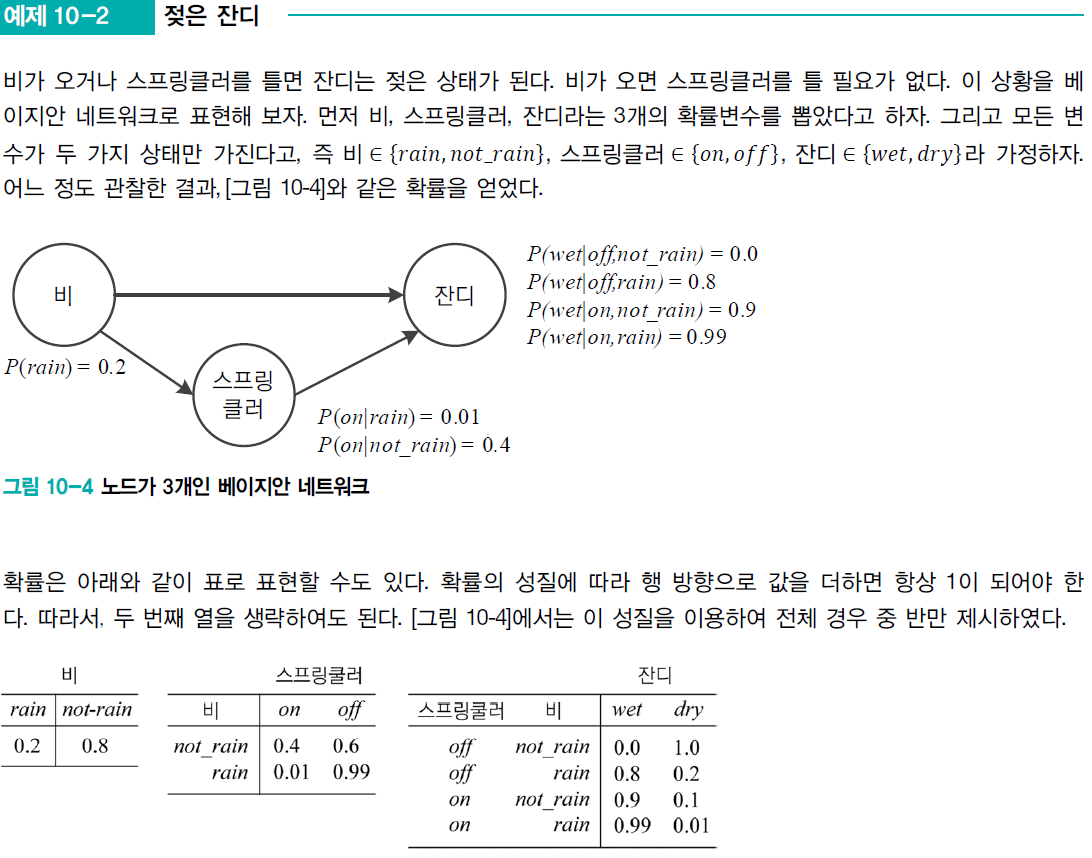 예제 10-2 젖은 잔디
비가 오거나 스프링클러를 틀면 잔디는 젖은 상태가 된다. 비가 오면 스프링클러를 틀 필요가 없다. 이 상황을 베
이지안 네트워크로 표현해 보자. 먼저 비, 스프링클러, 잔디라는 3개의 확률변수를 뽑았다고 하자. 그리고 모든 변
수가 두 가지 상태만 가진다고, 즉 비 ∈ {rain, not_rain}, 스프링클러 ∈ {on, off}, 잔디 ∈ {wet, dry}라 가정하자.
어느 정도 관찰한 결과, [그림 10-4]와 같은 확률을 얻었다.
비
P(rain) = 0.2
스프링
클러
P(on|rain) = 0.01
P(on|not_rain) = 0.4
잔디
P(wet|off,not_rain) = 0.0
P(wet|off,rain) = 0.8
P(wet|on,not_rain) = 0.9
P(wet|on,rain) = 0.99
그림 10-4 노드가 3개인 베이지안 네트워크
확률은 아래와 같이 표로 표현할 수도 있다. 확률의 성질에 따라 행 방향으로 값을 더하면 항상 1이 되어야 한
다. 따라서, 두 번째 열을 생략하여도 된다. [그림 10-4]에서는 이 성질을 이용하여 전체 경우 중 반만 제시하였다.
비
rain not-rain
0.2 0.8
스프링쿨러
비 on off
not_rain 0.4 0.6
rain 0.01 0.99
잔디
스프링쿨러 비 wet dry
off not_rain 0.0 1.0
off rain 0.8 0.2
on not_rain 0.9 0.1
on rain 0.99 0.01